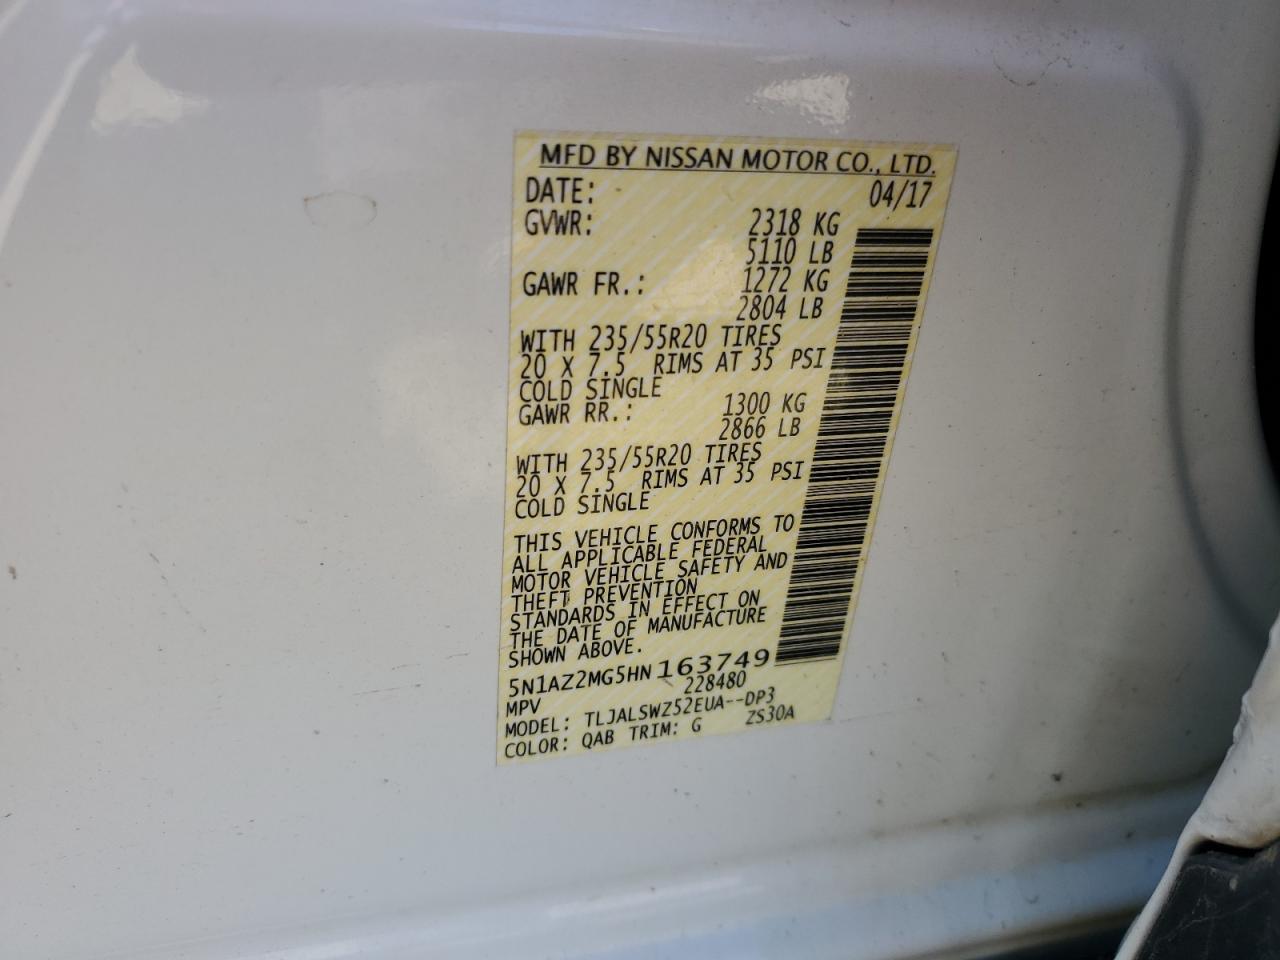 MFD BY NISSAN MOTOR CO., LTD.
DATE: 04/17
GVWR: 2318 KG
5110 LB
GAWR FR.: 1272 KG
2804 LB
WITH 235/55R20 TIRES
20 X 7.5 RIMS AT 35 PSI
COLD SINGLE
GAWR RR.: 1300 KG
2866 LB
WITH 235/55R20 TIRES
20 X 7.5 RIMS AT 35 PSI
COLD SINGLE
THIS VEHICLE CONFORMS TO
ALL APPLICABLE FEDERAL
MOTOR VEHICLE SAFETY AND
THEFT PREVENTION
STANDARDS IN EFFECT ON
THE DATE OF MANUFACTURE
SHOWN ABOVE.
5N1AZ2MG5HN163749
MPV 228480
MODEL: TLJALSWZ52EUA--DP3
COLOR: QAB TRIM: G ZS30A